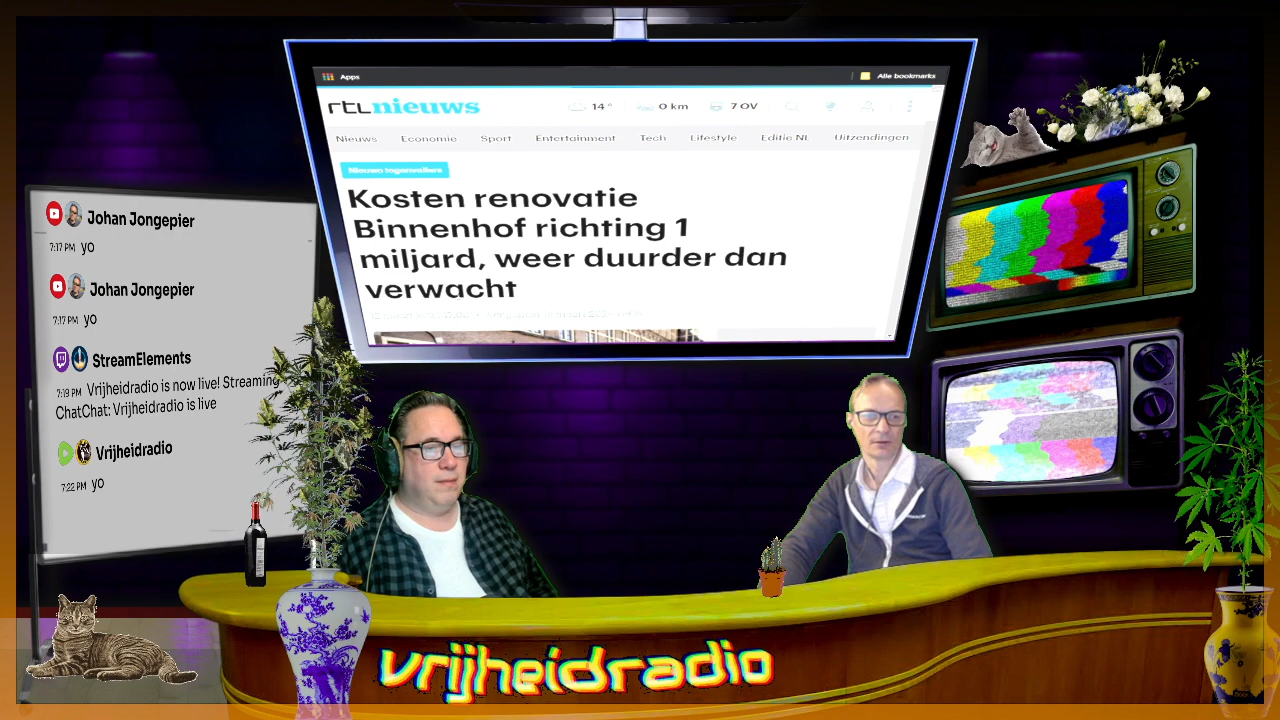 Apps
Alle bookmarks
rtlnieuws
14°
0 km
7 OV
Nieuws Economie Sport Entertainment Tech Lifestyle Editie NL Uitzendingen
Nieuwe tegenvallers
Kosten renovatie
Binnenhof richting 1
miljard, weer duurder dan
verwacht
Johan Jongepier
7:17 PM yo
Johan Jongepier
7:17 PM yo
StreamElements
7:19 PM Vrijheidradio is now live! Streaming
ChatChat: Vrijheidradio is live
Vrijheidradio
7:22 PM yo
vrijheidradio